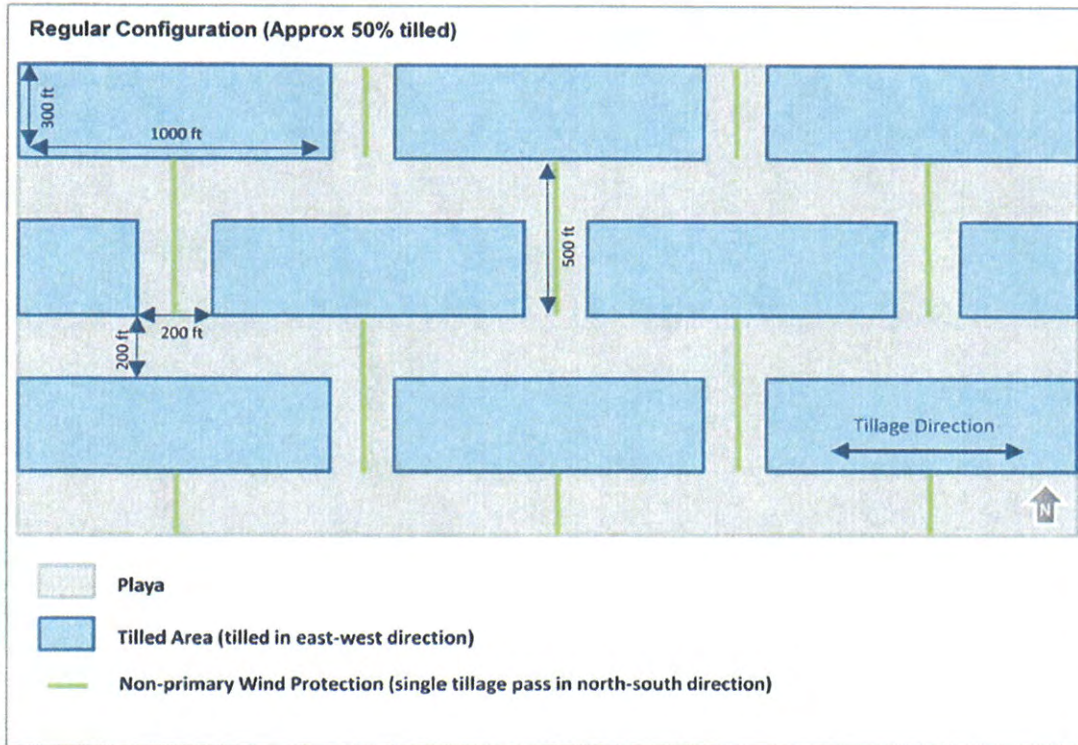 Regular Configuration (Approx 50% tilled)
300 ft
1000 ft
500 ft
200 ft
200 ft
Tillage Direction
N
Playa
Tilled Area (tilled in east-west direction)
Non-primary Wind Protection (single tillage pass in north-south direction)